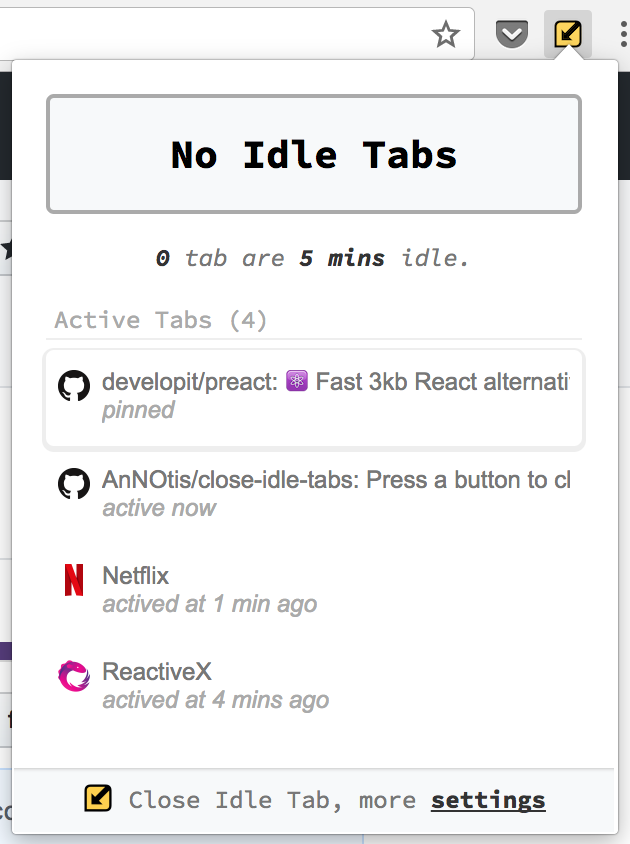 No Idle Tabs
0 tab are 5 mins idle.
Active Tabs (4)
developit/preact: ⚛️ Fast 3kb React alternati
pinned
AnNOtis/close-idle-tabs: Press a button to cl
active now
Netflix
actived at 1 min ago
ReactiveX
actived at 4 mins ago
Close Idle Tab, more settings